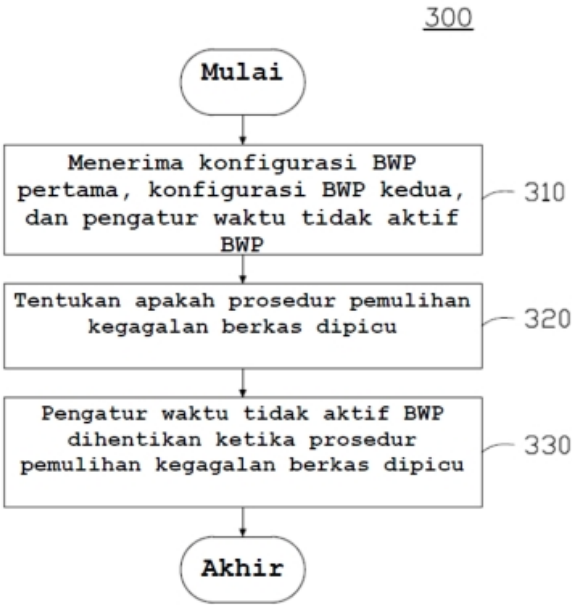 300
Mulai
Menerima konfigurasi BWP
pertama, konfigurasi BWP kedua,
dan pengatur waktu tidak aktif
BWP
310
Tentukan apakah prosedur pemulihan
kegagalan berkas dipicu
320
Pengatur waktu tidak aktif BWP
dihentikan ketika prosedur
pemulihan kegagalan berkas dipicu
330
Akhir